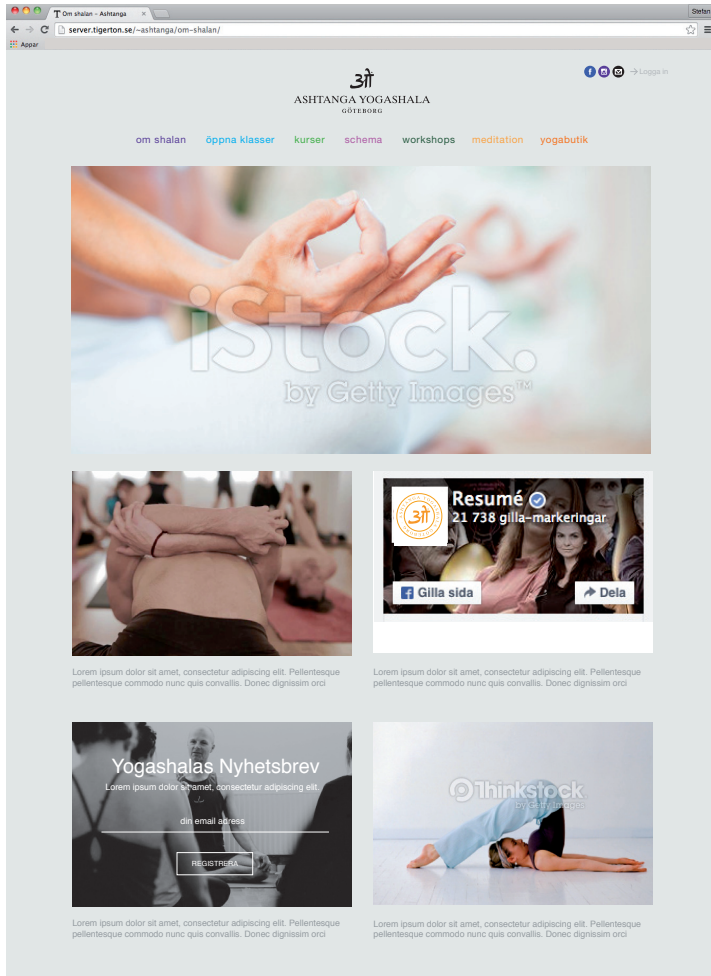 Om shalan – Ashtanga
Stefan
server.tigerton.se/~ashtanga/om-shalan/
Appar
Logga in
ओ
ASHTANGA YOGASHALA
GÖTEBORG
om shalan öppna klasser kurser schema workshops meditation yogabutik
iStock.
by Getty Images™
Resumé
21 738 gilla-markeringar
Gilla sida Dela
Lorem ipsum dolor sit amet, consectetur adipiscing elit. Pellentesque
pellentesque commodo nunc quis convallis. Donec dignissim orci
Lorem ipsum dolor sit amet, consectetur adipiscing elit. Pellentesque
pellentesque commodo nunc quis convallis. Donec dignissim orci
Yogashalas Nyhetsbrev
Lorem ipsum dolor sit amet, consectetur adipiscing elit.
din email adress
REGISTRERA
Thinkstock
by Getty Images
Lorem ipsum dolor sit amet, consectetur adipiscing elit. Pellentesque
pellentesque commodo nunc quis convallis. Donec dignissim orci
Lorem ipsum dolor sit amet, consectetur adipiscing elit. Pellentesque
pellentesque commodo nunc quis convallis. Donec dignissim orci